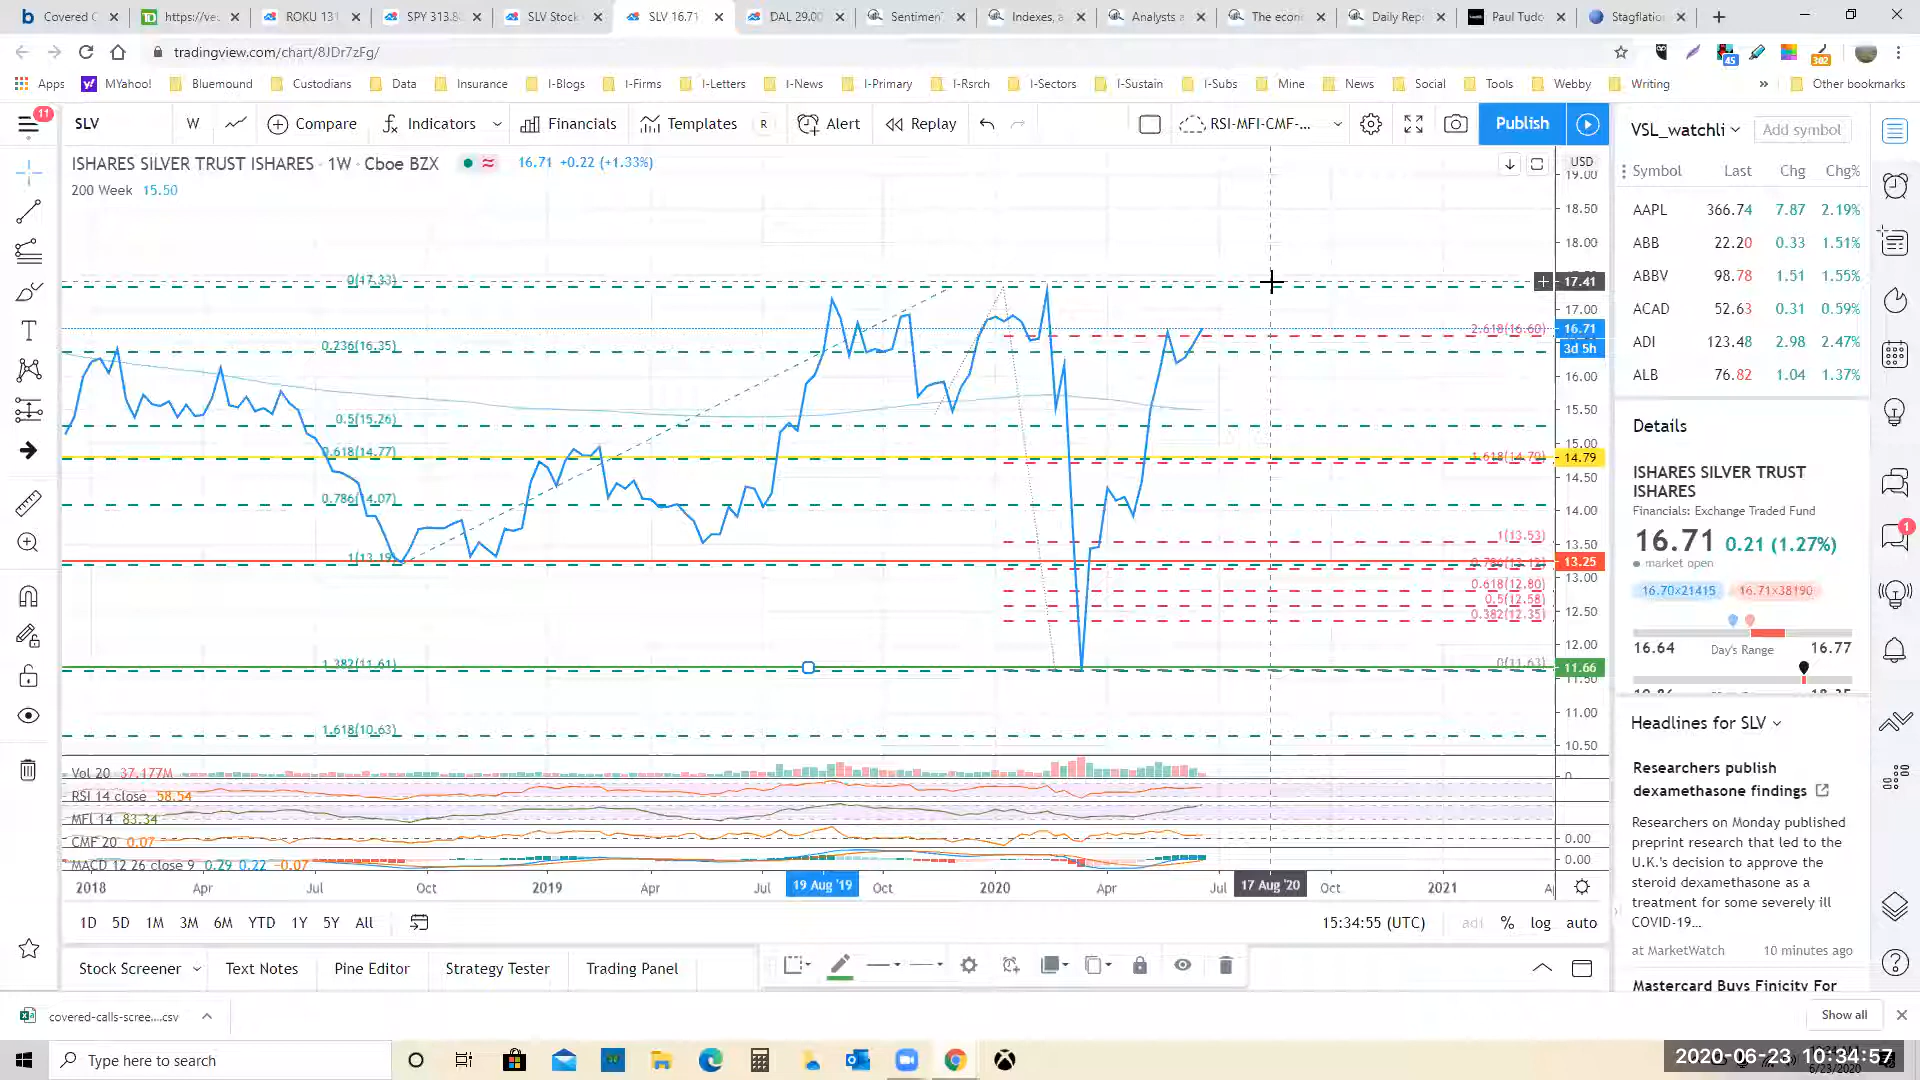 Covered C
https://ve
ROKU 131
SPY 313.8
SLV Stock
SLV 16.71
DAL 29.00
Sentimen
Indexes, a
Analysts a
The econ
Daily Rep
Paul Tudo
Stagflatio
tradingview.com/chart/8JDr7zFg/
45
302
Apps
MYahoo!
Bluemound
Custodians
Data
Insurance
I-Blogs
I-Firms
I-Letters
I-News
I-Primary
I-Rsrch
I-Sectors
I-Sustain
I-Subs
Mine
News
Social
Tools
Webby
Writing
Other bookmarks
11
SLV
W
Compare
Indicators
Financials
Templates
R
Alert
Replay
RSI-MFI-CMF-...
Publish
VSL_watchli
Add symbol
ISHARES SILVER TRUST ISHARES · 1W · Cboe BZX
16.71 +0.22 (+1.33%)
200 Week 15.50
USD
19.00
18.50
18.00
17.41
17.00
16.71
3d 5h
16.00
15.50
15.00
14.79
14.50
14.00
13.50
13.25
13.00
12.50
12.00
11.66
11.50
11.00
10.50
0(17.33)
0.236(16.35)
0.5(15.26)
0.618(14.77)
0.786(14.07)
1(13.19)
1.382(11.61)
1.618(10.63)
2.618(16.60)
1.618(14.70)
1(13.53)
0.786(13.12)
0.618(12.80)
0.5(12.58)
0.382(12.35)
0(11.63)
Vol 20 37.177M
0
RSI 14 close 58.54
MFI 14 83.34
CMF 20 0.07
0.00
MACD 12 26 close 9 0.29 0.22 -0.07
0.00
2018
Apr
Jul
Oct
2019
Apr
Jul
19 Aug '19
Oct
2020
Apr
Jul
17 Aug '20
Oct
2021
A
1D
5D
1M
3M
6M
YTD
1Y
5Y
All
15:34:55 (UTC)
adj
%
log
auto
Stock Screener
Text Notes
Pine Editor
Strategy Tester
Trading Panel
Symbol Last Chg Chg%
AAPL 366.74 7.87 2.19%
ABB 22.20 0.33 1.51%
ABBV 98.78 1.51 1.55%
ACAD 52.63 0.31 0.59%
ADI 123.48 2.98 2.47%
ALB 76.82 1.04 1.37%
Details
ISHARES SILVER TRUST
ISHARES
Financials: Exchange Traded Fund
16.71 0.21 (1.27%)
market open
16.70×21415
16.71×38190
16.64 Day's Range 16.77
Headlines for SLV
Researchers publish
dexamethasone findings
Researchers on Monday published
preprint research that led to the
U.K.'s decision to approve the
steroid dexamethasone as a
treatment for some severely ill
COVID-19...
at MarketWatch 10 minutes ago
Mastercard Buys Finicity For
1
covered-calls-scree....csv
Show all
Type here to search
2020-06-23 10:34:57
6/23/2020